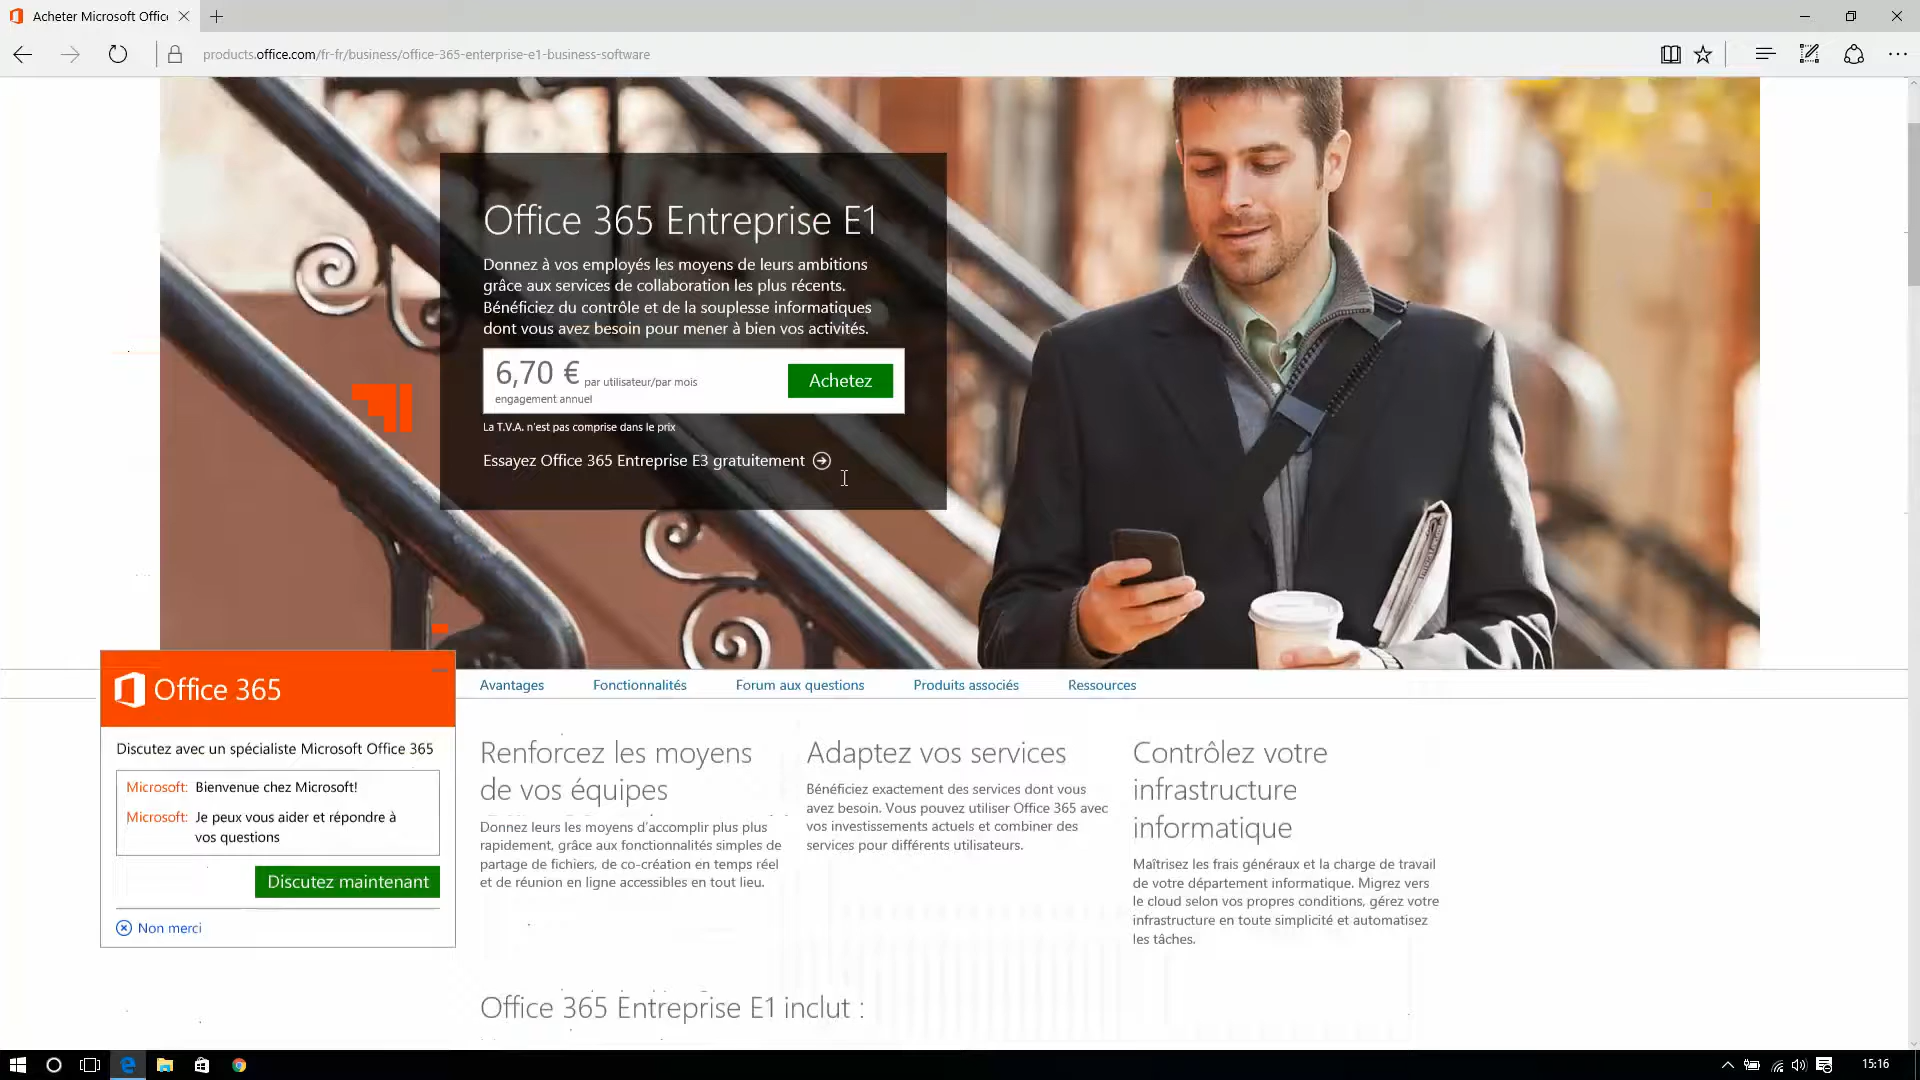 Acheter Microsoft Office
products.office.com/fr-fr/business/office-365-enterprise-e1-business-software
Office 365 Entreprise E1
Donnez à vos employés les moyens de leurs ambitions
grâce aux services de collaboration les plus récents.
Bénéficiez du contrôle et de la souplesse informatiques
dont vous avez besoin pour mener à bien vos activités.
6,70 € par utilisateur/par mois
engagement annuel
Achetez
La T.V.A. n'est pas comprise dans le prix
Essayez Office 365 Entreprise E3 gratuitement
Office 365
Discutez avec un spécialiste Microsoft Office 365
Microsoft: Bienvenue chez Microsoft!
Microsoft: Je peux vous aider et répondre à
vos questions
Discutez maintenant
Non merci
Avantages Fonctionnalités Forum aux questions Produits associés Ressources
Renforcez les moyens
de vos équipes
Donnez leurs les moyens d'accomplir plus plus
rapidement, grâce aux fonctionnalités simples de
partage de fichiers, de co-création en temps réel
et de réunion en ligne accessibles en tout lieu.
Adaptez vos services
Bénéficiez exactement des services dont vous
avez besoin. Vous pouvez utiliser Office 365 avec
vos investissements actuels et combiner des
services pour différents utilisateurs.
Contrôlez votre
infrastructure
informatique
Maîtrisez les frais généraux et la charge de travail
de votre département informatique. Migrez vers
le cloud selon vos propres conditions, gérez votre
infrastructure en toute simplicité et automatisez
les tâches.
Office 365 Entreprise E1 inclut :
15:16